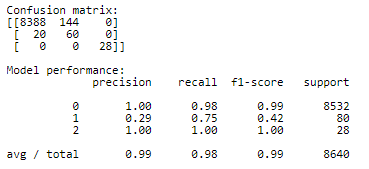 Confusion matrix:
[[8388 144 0]
[ 20 60 0]
[ 0 0 28]]
Model performance:
precision recall f1-score support
0 1.00 0.98 0.99 8532
1 0.29 0.75 0.42 80
2 1.00 1.00 1.00 28
avg / total 0.99 0.98 0.99 8640